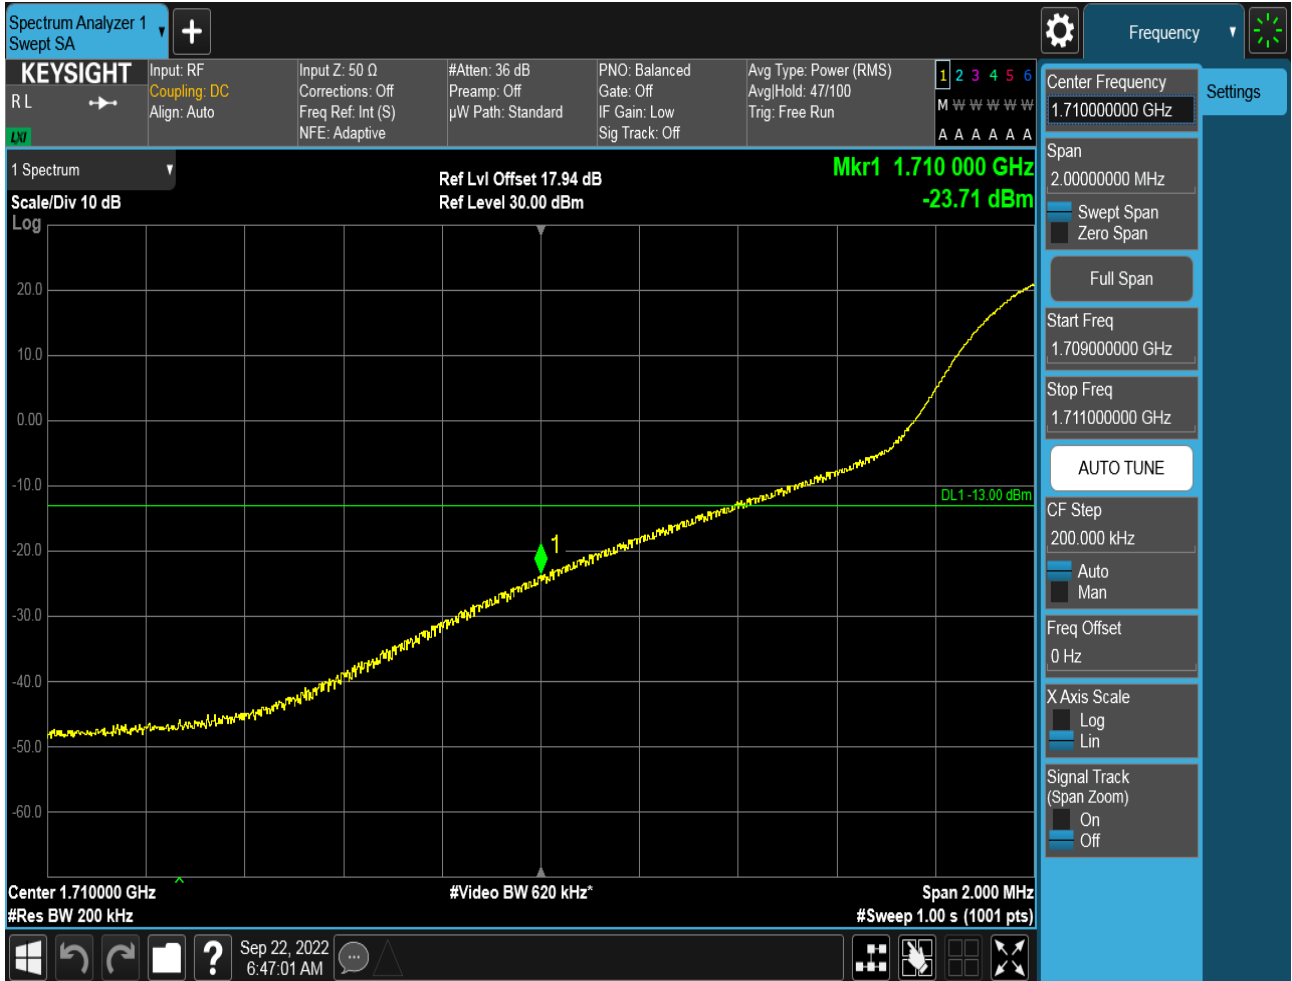 Spectrum Analyzer 1
Swept SA
Frequency
KEYSIGHT
R L
LXI
Input: RF
Coupling: DC
Align: Auto
Input Z: 50 Ω
Corrections: Off
Freq Ref: Int (S)
NFE: Adaptive
#Atten: 36 dB
Preamp: Off
µW Path: Standard
PNO: Balanced
Gate: Off
IF Gain: Low
Sig Track: Off
Avg Type: Power (RMS)
Avg|Hold: 47/100
Trig: Free Run
1 2 3 4 5 6
M W W W W W
A A A A A A
Center Frequency
1.710000000 GHz
Settings
Span
2.00000000 MHz
Swept Span
Zero Span
Full Span
Start Freq
1.709000000 GHz
Stop Freq
1.711000000 GHz
AUTO TUNE
CF Step
200.000 kHz
Auto
Man
Freq Offset
0 Hz
X Axis Scale
Log
Lin
Signal Track
(Span Zoom)
On
Off
1 Spectrum
Scale/Div 10 dB
Log
Ref Lvl Offset 17.94 dB
Ref Level 30.00 dBm
Mkr1 1.710 000 GHz
-23.71 dBm
20.0
10.0
0.00
-10.0
DL1 -13.00 dBm
-20.0
1
-30.0
-40.0
-50.0
-60.0
Center 1.710000 GHz
#Video BW 620 kHz*
Span 2.000 MHz
#Res BW 200 kHz
#Sweep 1.00 s (1001 pts)
?
Sep 22, 2022
6:47:01 AM